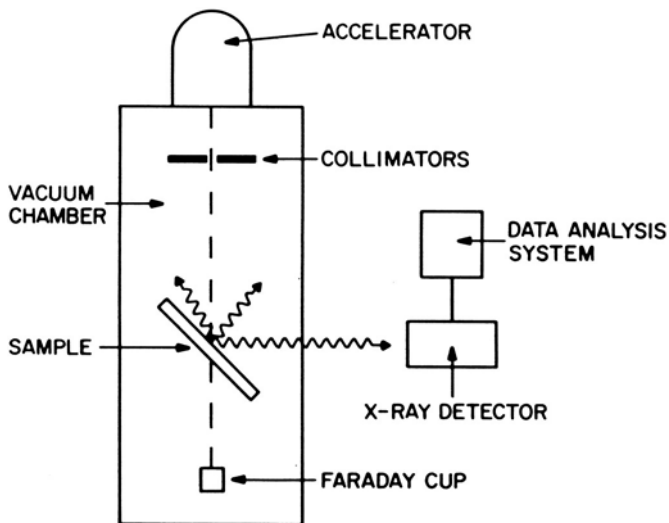 ACCELERATOR
COLLIMATORS
VACUUM
CHAMBER
DATA ANALYSIS
SYSTEM
SAMPLE
X-RAY DETECTOR
FARADAY CUP